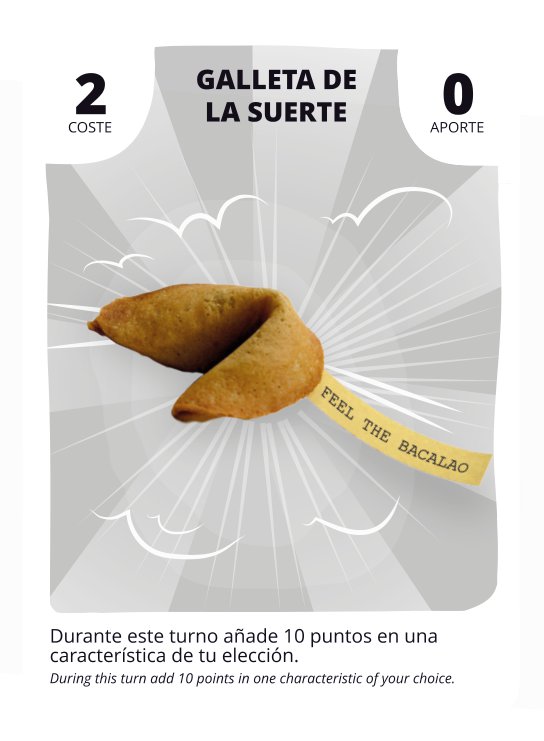 2
COSTE
GALLETA DE
LA SUERTE
0
APORTE
FEEL THE BACALAO
Durante este turno añade 10 puntos en una
característica de tu elección.
During this turn add 10 points in one characteristic of your choice.